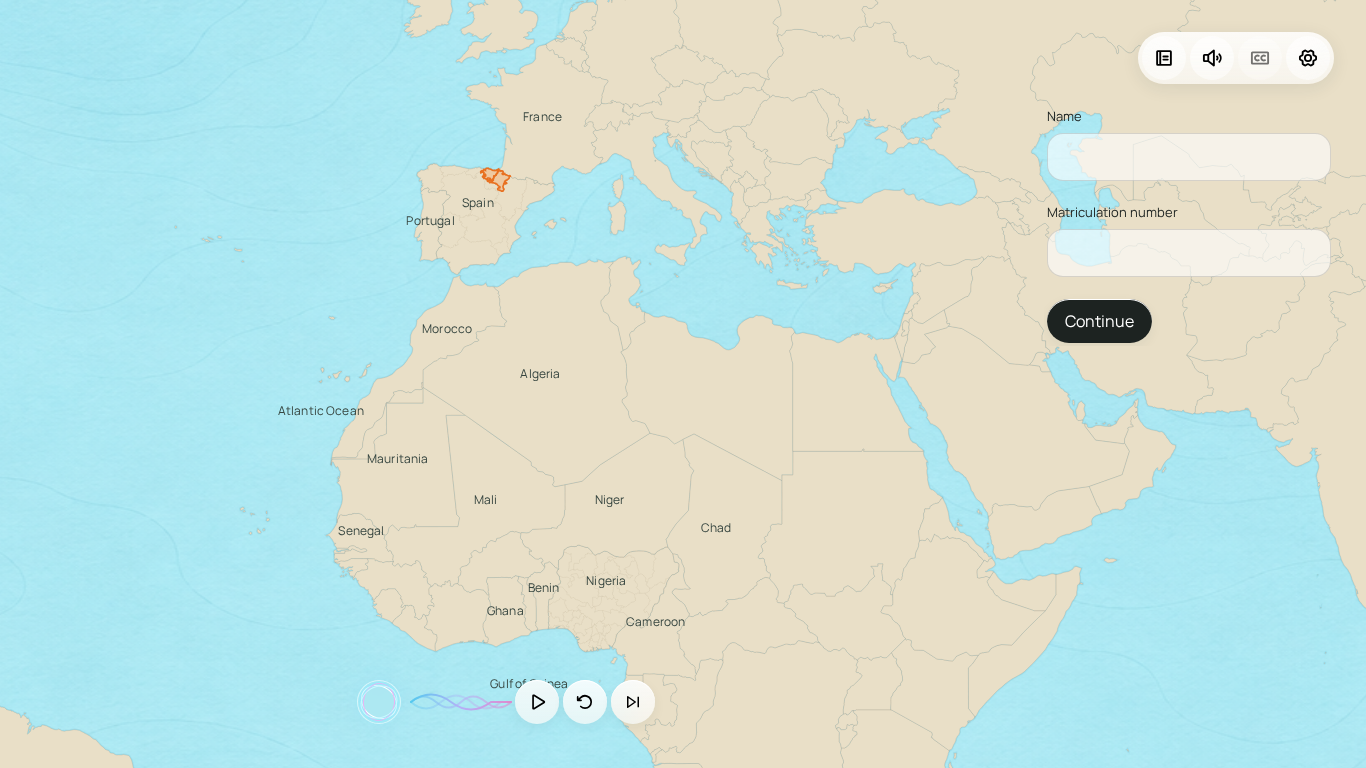 CC
France
Name
Spain
Matriculation number
Portugal
Continue
Morocco
Algeria
Atlantic Ocean
Mauritania
Mali
Niger
Chad
Senegal
Nigeria
Benin
Ghana
Cameroon
Gulf of